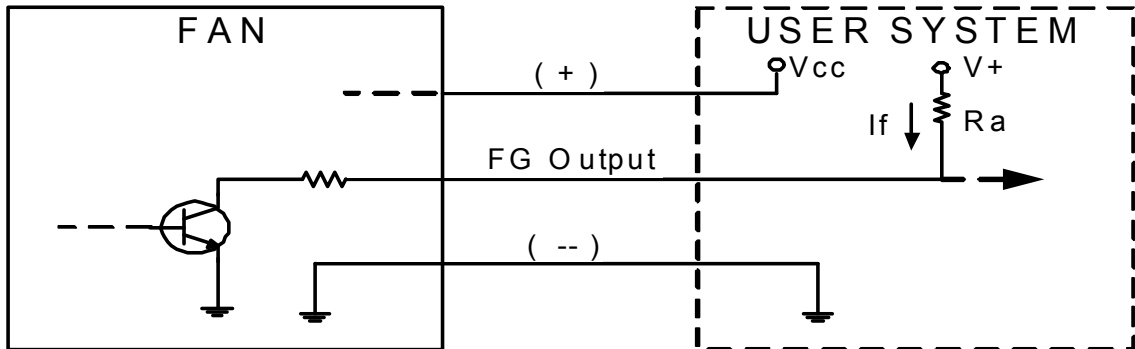 FAN
USER SYSTEM
( + )
Vcc
V+
If
Ra
FG Output
( -- )